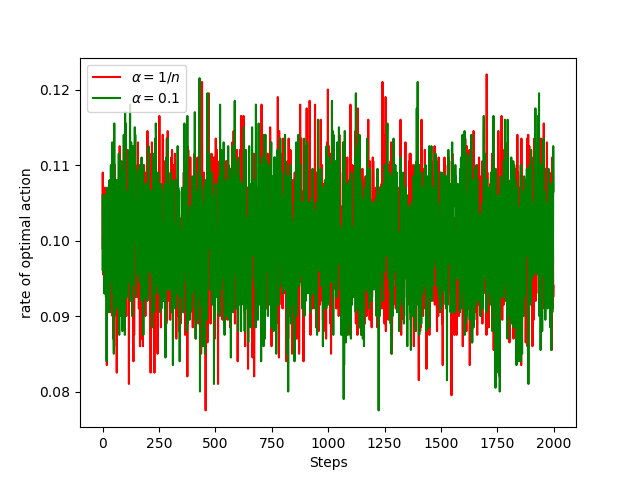 α = 1/n
α = 0.1
0.12
0.11
0.10
0.09
0.08
rate of optimal action
0 250 500 750 1000 1250 1500 1750 2000
Steps